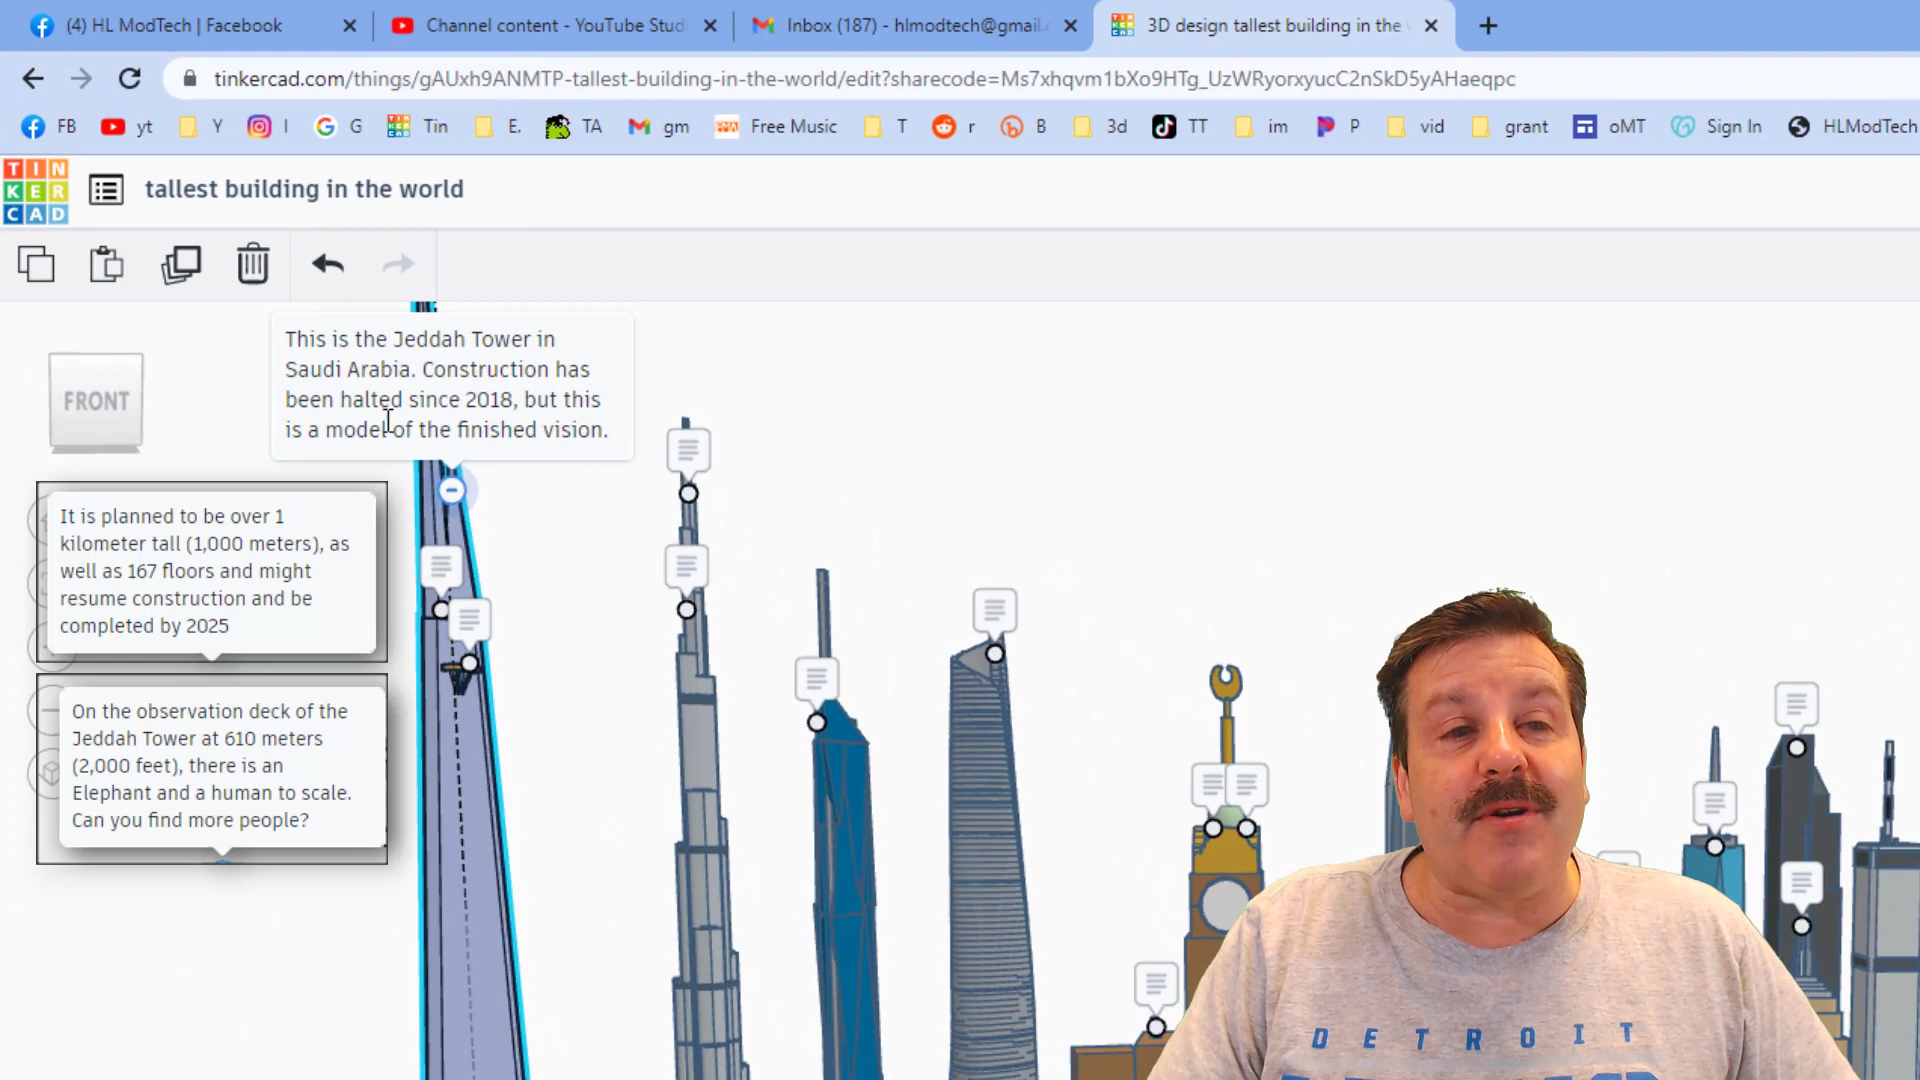 (4) HL ModTech | Facebook
Channel content - YouTube Stud
Inbox (187) - hlmodtech@gmail.c
3D design tallest building in the
tinkercad.com/things/gAUxh9ANMTP-tallest-building-in-the-world/edit?sharecode=Ms7xhqvm1bXo9HTg_UzWRyorxyucC2nSkD5yAHaeqpc
FB yt Y I G Tin E. TA gm Free Music T r B 3d TT im P vid grant oMT Sign In HLModTech
TIN
KER
CAD
tallest building in the world
This is the Jeddah Tower in
Saudi Arabia. Construction has
been halted since 2018, but this
is a model of the finished vision.
FRONT
It is planned to be over 1
kilometer tall (1,000 meters), as
well as 167 floors and might
resume construction and be
completed by 2025
On the observation deck of the
Jeddah Tower at 610 meters
(2,000 feet), there is an
Elephant and a human to scale.
Can you find more people?
DETROIT